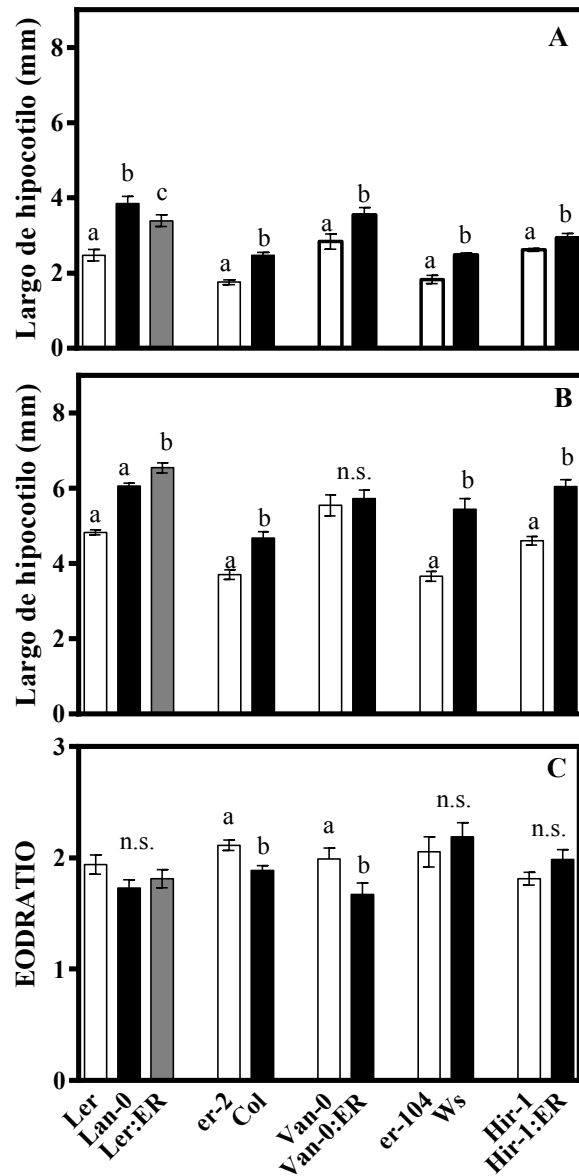 A
Largo de hipocotilo (mm)
8
6
4
2
0
a b c
a b
a b
a b
a b
B
Largo de hipocotilo (mm)
8
6
4
2
0
a a b
a b
n.s.
a b
a b
C
EODRATIO
3
2
1
0
n.s.
a b
a b
n.s.
n.s.
Ler
Lan-0
Ler:ER
er-2
Col
Van-0
Van-0:ER
er-104
Ws
Hir-1
Hir-1:ER